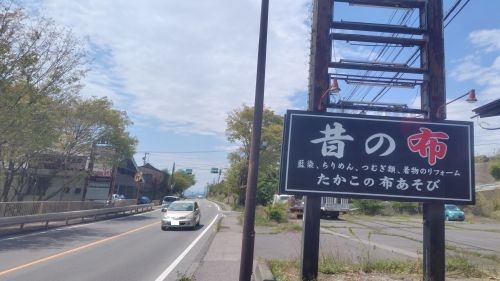 昔の布
藍染、ちりめん、つむぎ類、着物のリフォーム
たかこの布あそび